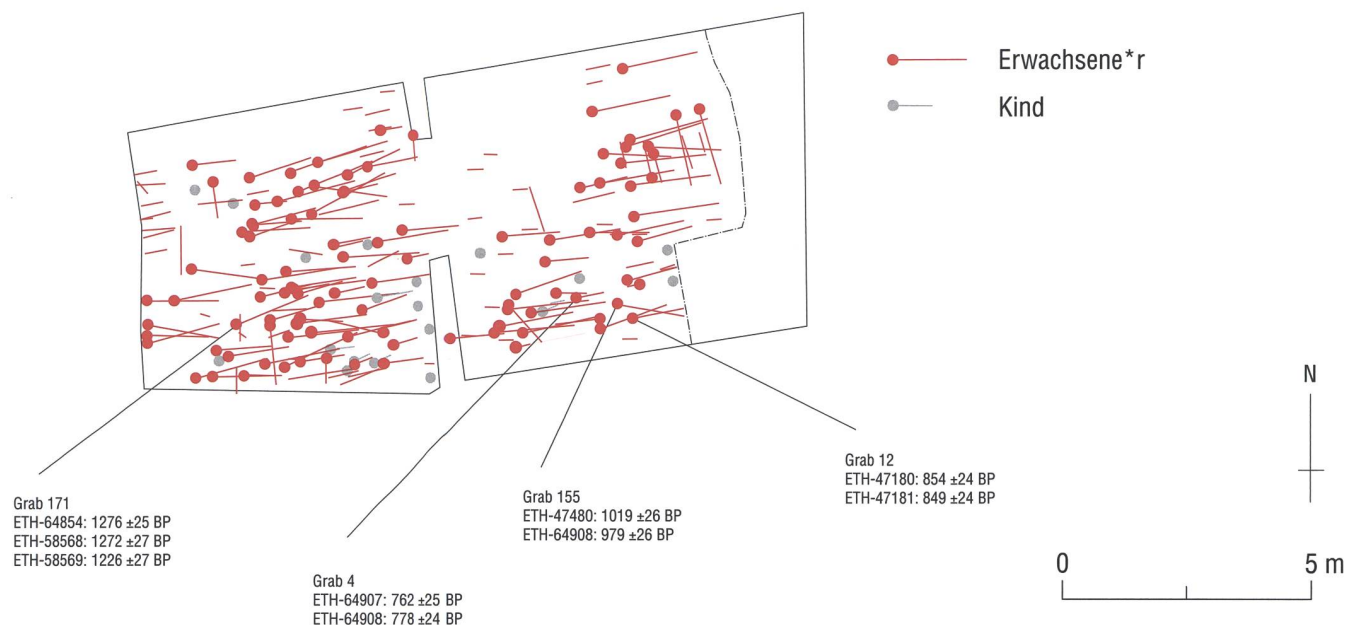 Erwachsene*r
Kind
N
0 5 m
Grab 171
ETH-64854: 1276 ±25 BP
ETH-58568: 1272 ±27 BP
ETH-58569: 1226 ±27 BP
Grab 4
ETH-64907: 762 ±25 BP
ETH-64908: 778 ±24 BP
Grab 155
ETH-47480: 1019 ±26 BP
ETH-64908: 979 ±26 BP
Grab 12
ETH-47180: 854 ±24 BP
ETH-47181: 849 ±24 BP